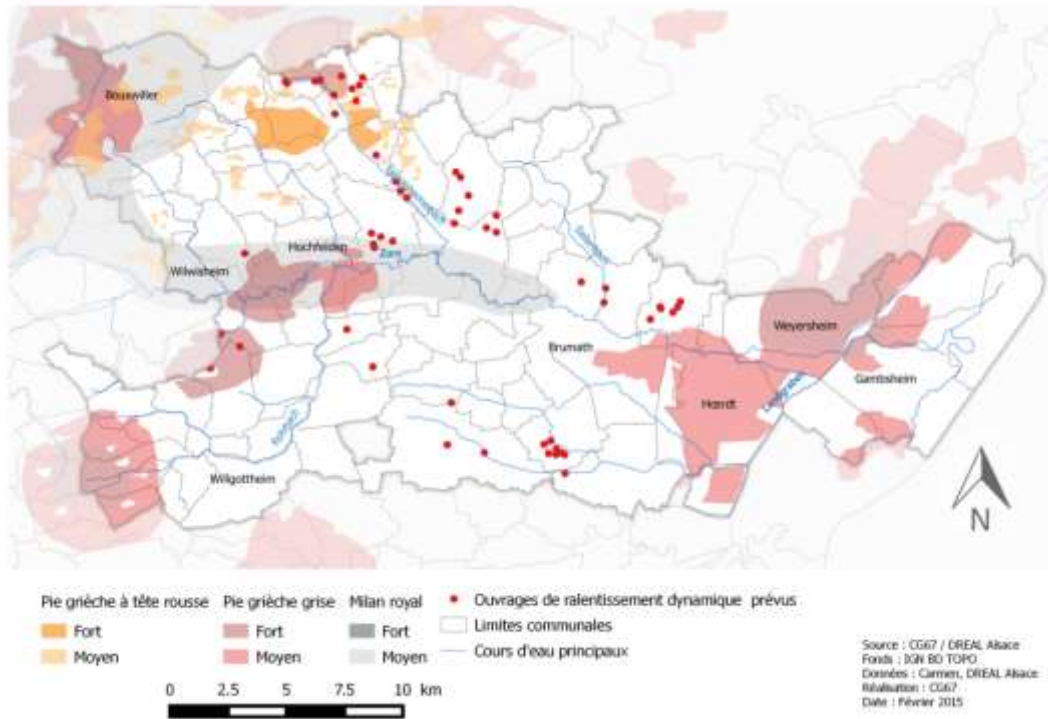 Bouxwiller
Hochfelden
Zorn
Wilwisheim
Weyersheim
Brumath
Gambsheim
Hœrdt
Landgraben
Willgottheim
N
Pie grièche à tête rousse Pie grièche grise Milan royal
Fort Fort Fort
Moyen Moyen Moyen
Ouvrages de ralentissement dynamique prévus
Limites communales
Cours d'eau principaux
0 2.5 5 7.5 10 km
Source : CG67 / DREAL Alsace
Fonds : IGN BD TOPO
Données : Carmen, DREAL Alsace
Réalisation : CG67
Date : Février 2015